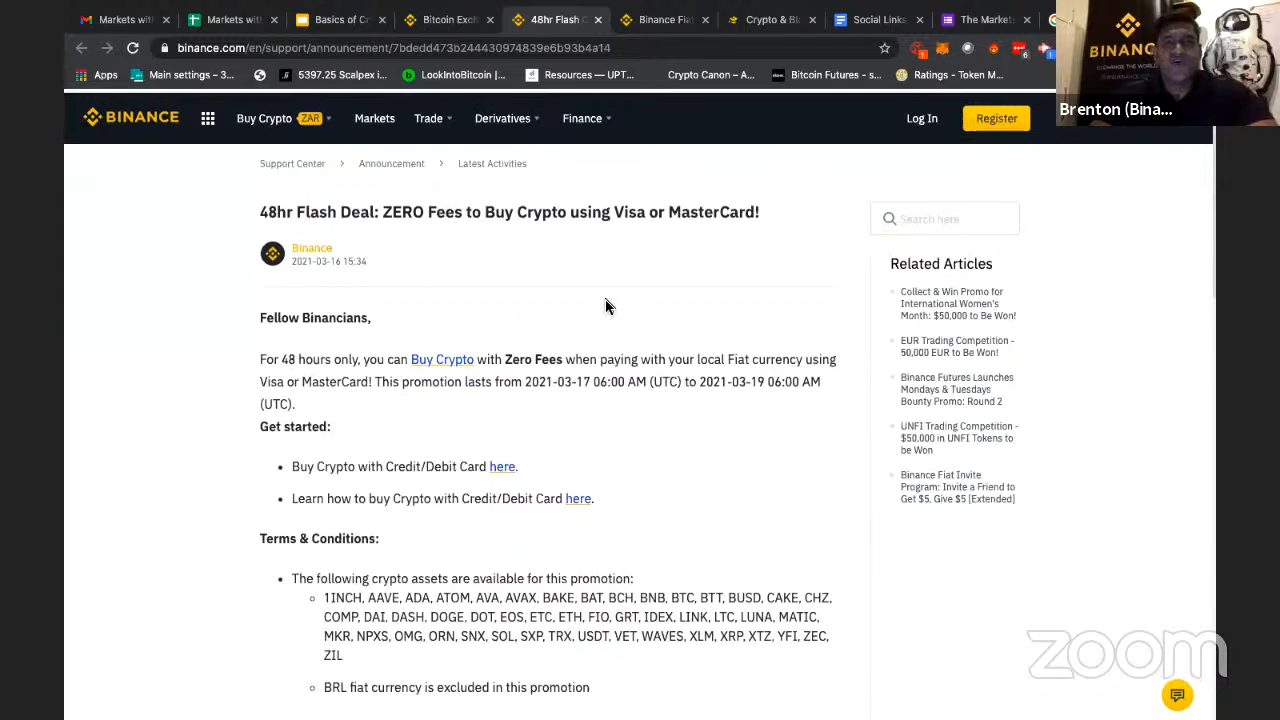 Markets with
Markets with
Basics of Cr
Bitcoin Exch
48hr Flash D
Binance Fiat
Crypto & Bl
Social Links
The Markets
binance.com/en/support/announcement/7bdedd473b244430974839e6b93b4a14
Apps
Main settings – 3...
5397.25 Scalpex i...
LookIntoBitcoin |...
Resources — UPT...
Crypto Canon – A...
Bitcoin Futures - s...
Ratings - Token M...
BINANCE
EXCHANGE THE WORLD
Brenton (Bina...
BINANCE
Buy Crypto ZAR
Markets
Trade
Derivatives
Finance
Log In
Register
Support Center
Announcement
Latest Activities
48hr Flash Deal: ZERO Fees to Buy Crypto using Visa or MasterCard!
Binance
2021-03-16 15:34
Fellow Binancians,
For 48 hours only, you can Buy Crypto with Zero Fees when paying with your local Fiat currency using
Visa or MasterCard! This promotion lasts from 2021-03-17 06:00 AM (UTC) to 2021-03-19 06:00 AM
(UTC).
Get started:
Buy Crypto with Credit/Debit Card here.
Learn how to buy Crypto with Credit/Debit Card here.
Terms & Conditions:
The following crypto assets are available for this promotion:
1INCH, AAVE, ADA, ATOM, AVA, AVAX, BAKE, BAT, BCH, BNB, BTC, BTT, BUSD, CAKE, CHZ,
COMP, DAI, DASH, DOGE, DOT, EOS, ETC, ETH, FIO, GRT, IDEX, LINK, LTC, LUNA, MATIC,
MKR, NPXS, OMG, ORN, SNX, SOL, SXP, TRX, USDT, VET, WAVES, XLM, XRP, XTZ, YFI, ZEC,
ZIL
BRL fiat currency is excluded in this promotion
Search here
Related Articles
Collect & Win Promo for
International Women's
Month: $50,000 to Be Won!
EUR Trading Competition -
50,000 EUR to Be Won!
Binance Futures Launches
Mondays & Tuesdays
Bounty Promo: Round 2
UNFI Trading Competition -
$50,000 in UNFI Tokens to
be Won
Binance Fiat Invite
Program: Invite a Friend to
Get $5, Give $5 [Extended]
zoom